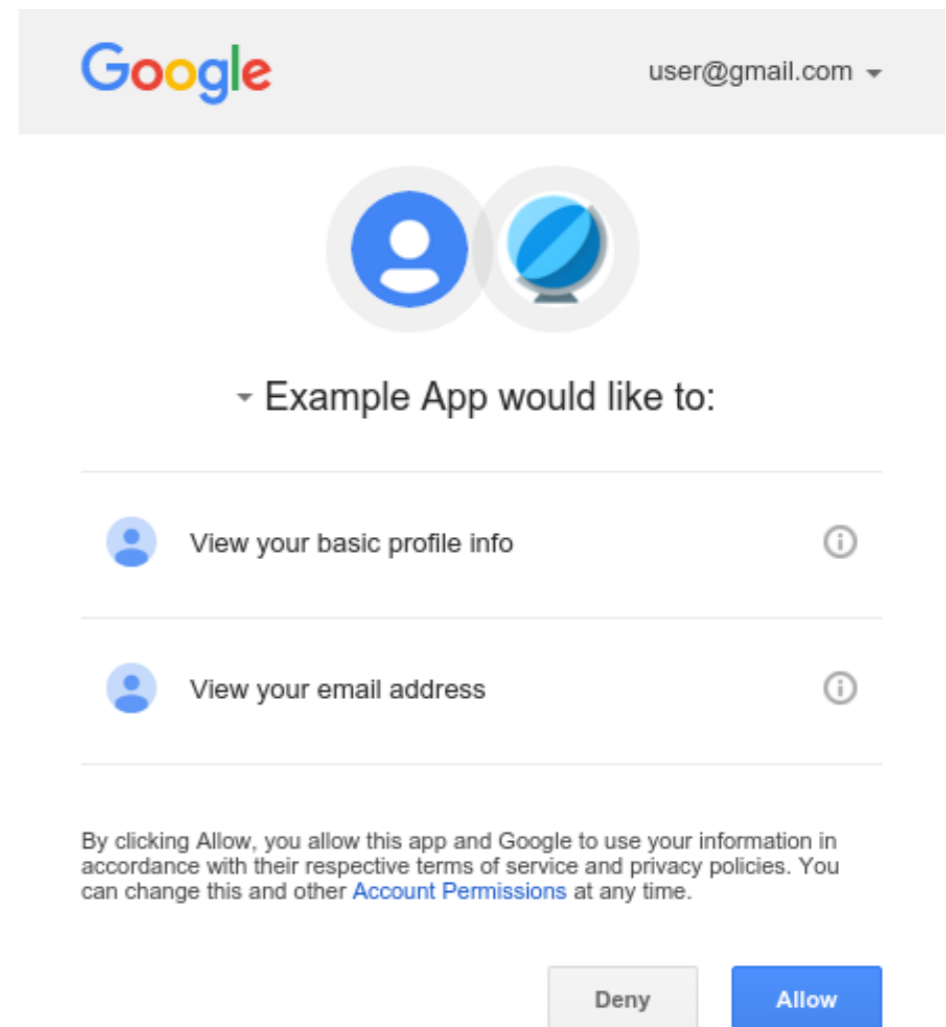 Google
user@gmail.com
Example App would like to:
View your basic profile info
View your email address
By clicking Allow, you allow this app and Google to use your information in
accordance with their respective terms of service and privacy policies. You
can change this and other Account Permissions at any time.
Deny
Allow